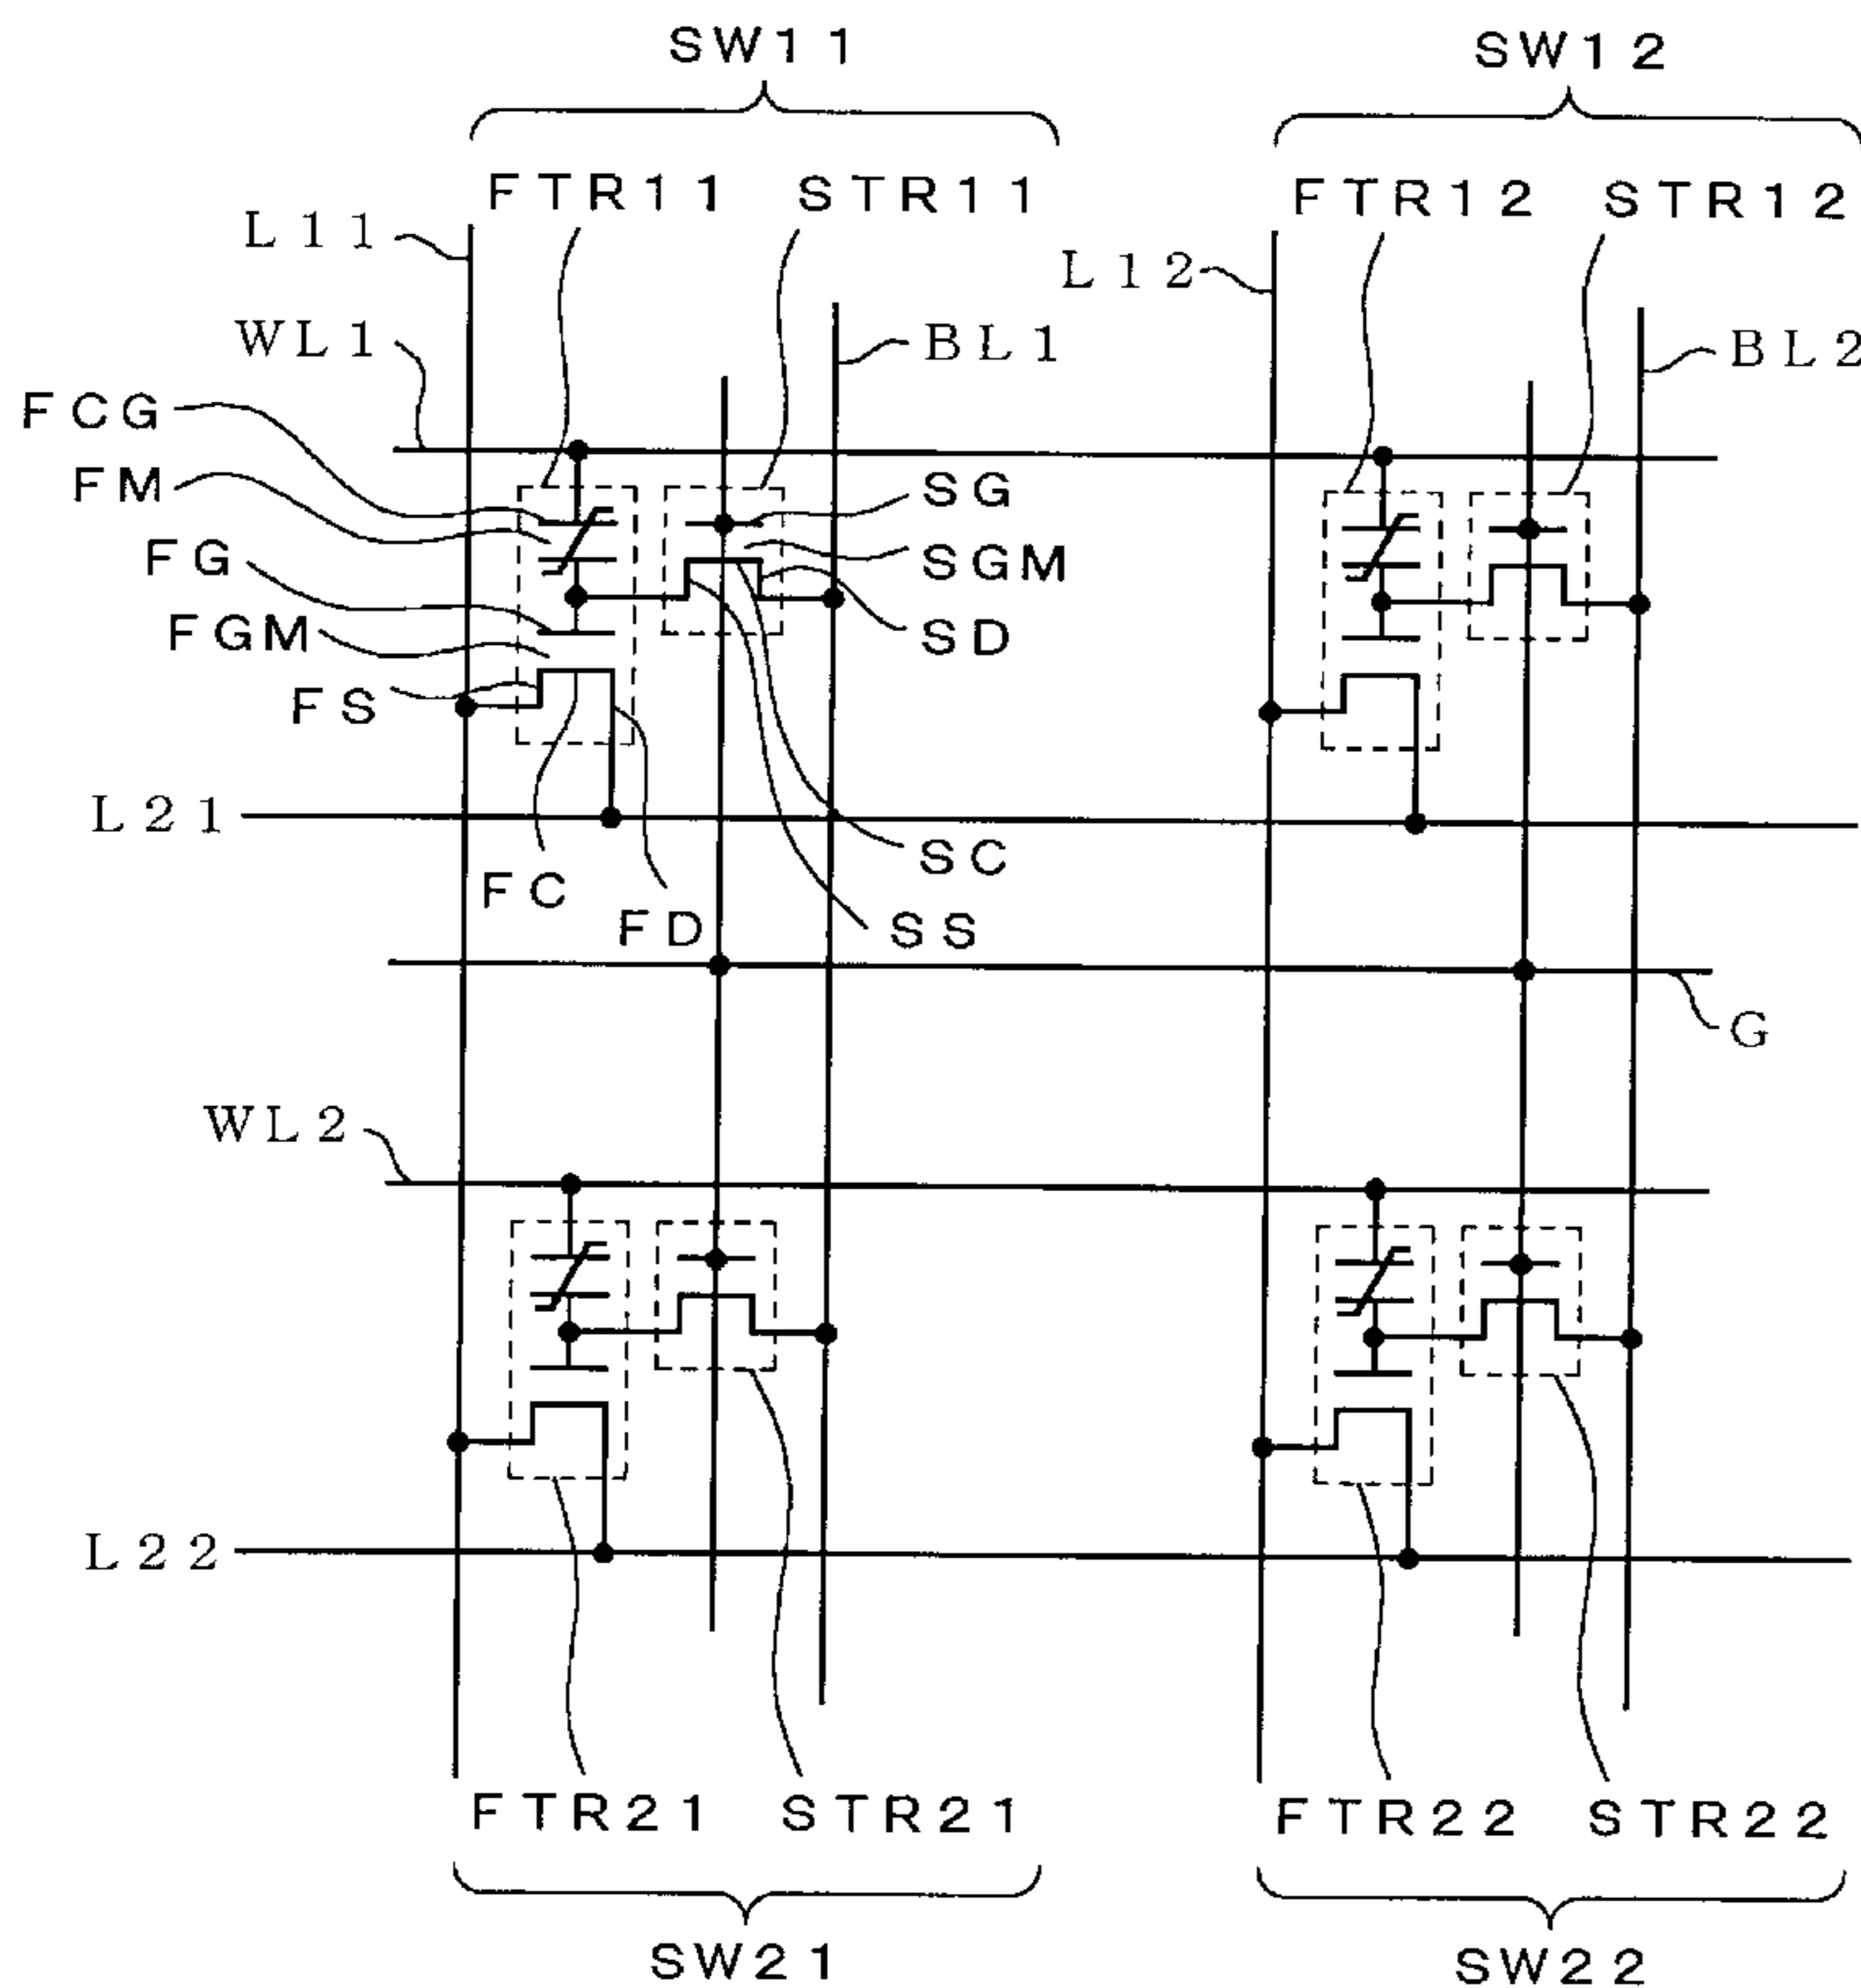 SW11 SW12
FTR11 STR11 FTR12 STR12
L11 L12
WL1 BL1 BL2
FCG
FM SG
FG SGM
FGM SD
FS
L21
SC
FC
FD SS
G
WL2
L22
FTR21 STR21 FTR22 STR22
SW21 SW22